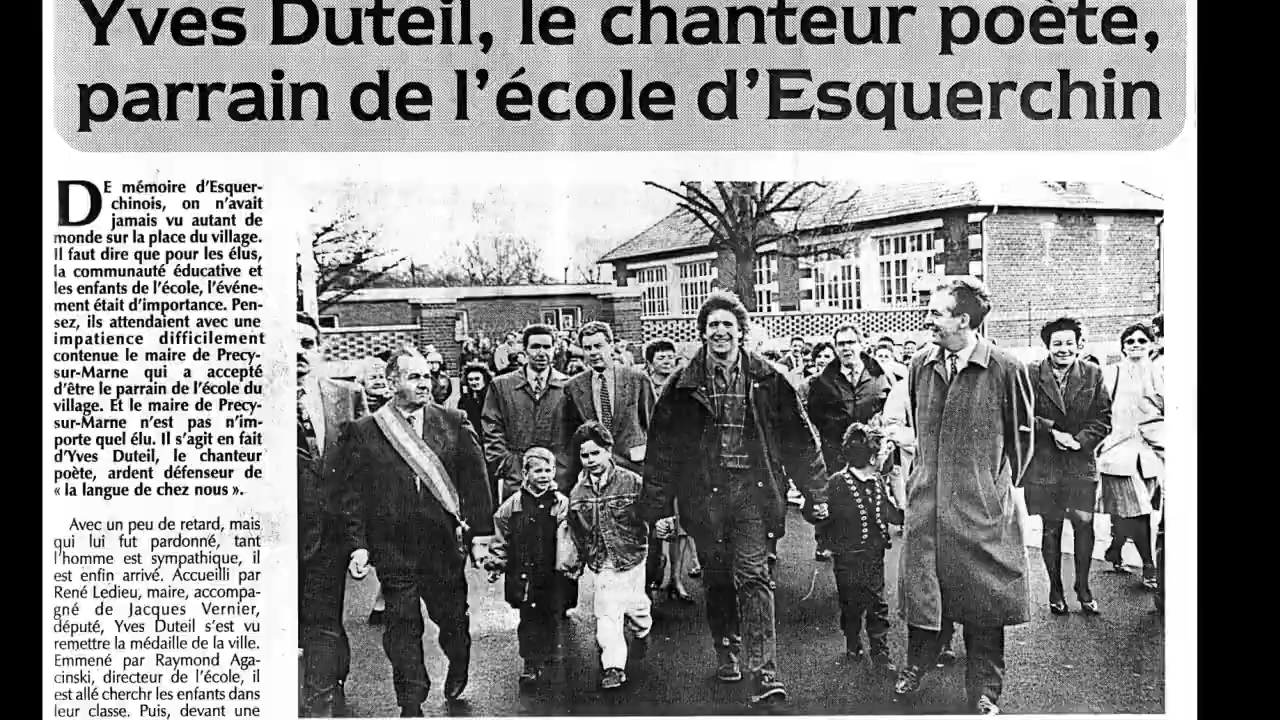 Yves Duteil, le chanteur poète,
parrain de l'école d'Esquerchin
DE mémoire d'Esquer-
chinois, on n'avait
jamais vu autant de
monde sur la place du village.
Il faut dire que pour les élus,
la communauté éducative et
les enfants de l'école, l'événe-
ment était d'importance. Pen-
sez, ils attendaient avec une
impatience difficilement
contenue le maire de Precy-
sur-Marne qui a accepté
d'être le parrain de l'école du
village. Et le maire de Precy-
sur-Marne n'est pas n'im-
porte quel élu. Il s'agit en fait
d'Yves Duteil, le chanteur
poète, ardent défenseur de
« la langue de chez nous ».
Avec un peu de retard, mais
qui lui fut pardonné, tant
l'homme est sympathique, il
est enfin arrivé. Accueilli par
René Ledieu, maire, accompa-
gné de Jacques Vernier,
député, Yves Duteil s'est vu
remettre la médaille de la ville.
Emmené par Raymond Aga-
cinski, directeur de l'école, il
est allé cherchr les enfants dans
leur classe. Puis, devant une